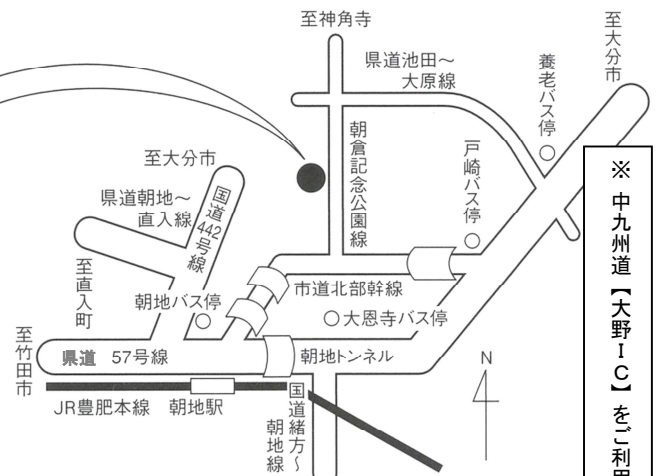 至神角寺
県道池田～
大原線
養老バス停
至大分市
朝倉記念公園線
戸崎バス停
至大分市
国道442号線
県道朝地～
直入線
至直入町
朝地バス停
市道北部幹線
大恩寺バス停
至竹田市
県道 57号線
朝地トンネル
JR豊肥本線
朝地駅
国道緒方～
朝地線
N
※ 中九州道【大野IC】をご利用